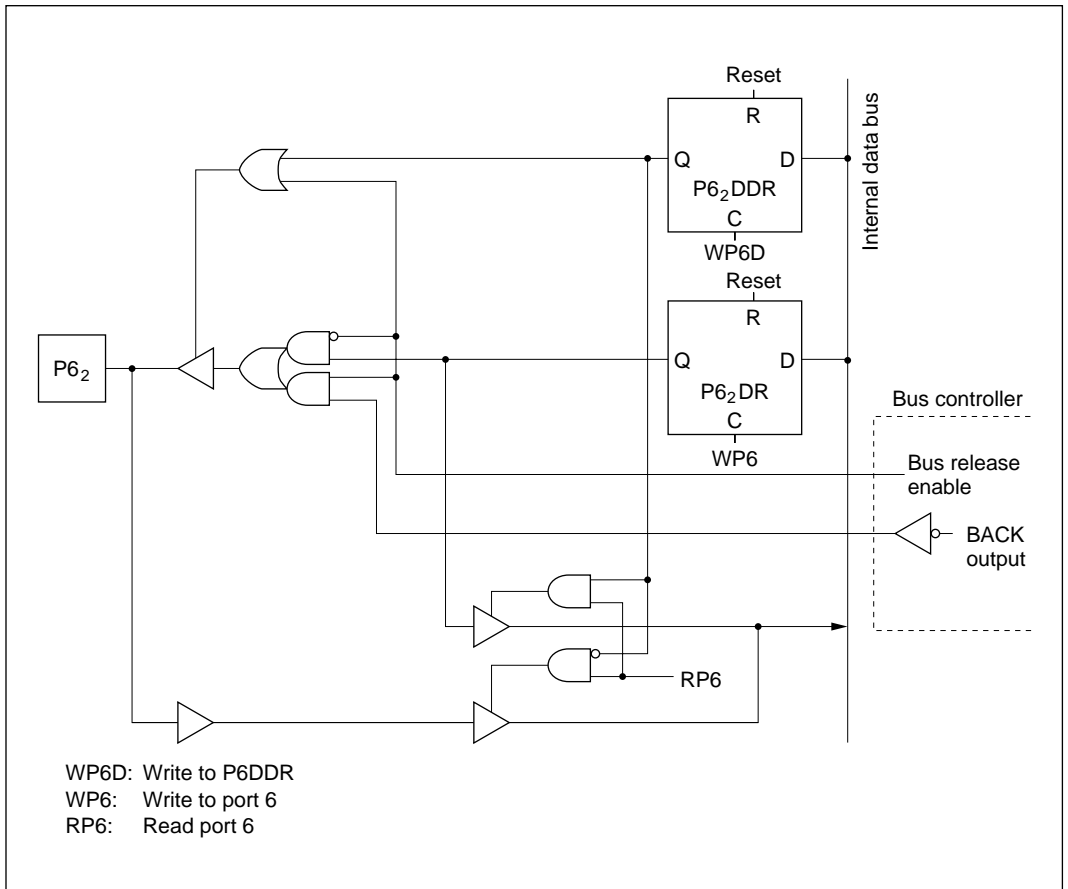 Reset
R
Q
D
P6₂DDR
C
WP6D
Internal data bus
Reset
R
Q
D
P6₂DR
C
WP6
P6₂
Bus controller
Bus release
enable
BACK
output
RP6
WP6D: Write to P6DDR
WP6: Write to port 6
RP6: Read port 6